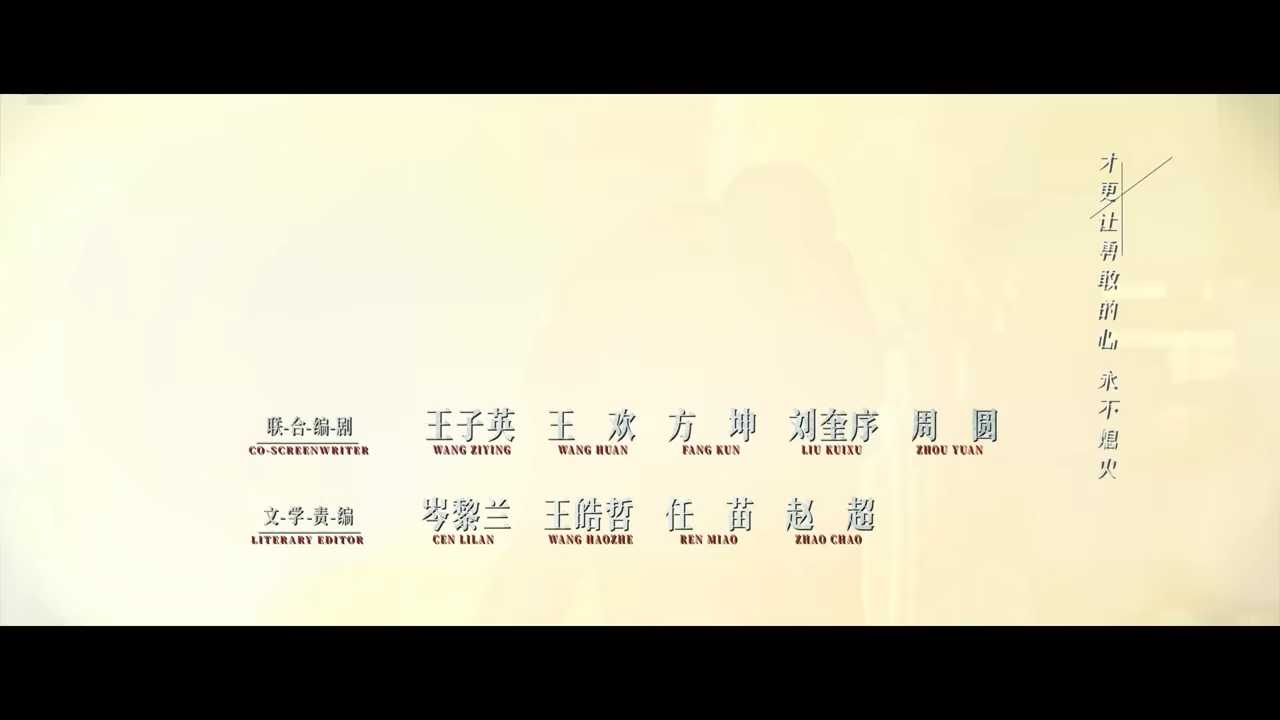 联-合-编-剧 王子英 王 欢 方 坤 刘奎序 周 圆
CO-SCREENWRITER WANG ZIYING WANG HUAN FANG KUN LIU KUIXU ZHOU YUAN
文-学-责-编 岑黎兰 王皓哲 任 苗 赵 超
LITERARY EDITOR CEN LILAN WANG HAOZHE REN MIAO ZHAO CHAO
才更让勇敢的心 永不熄火